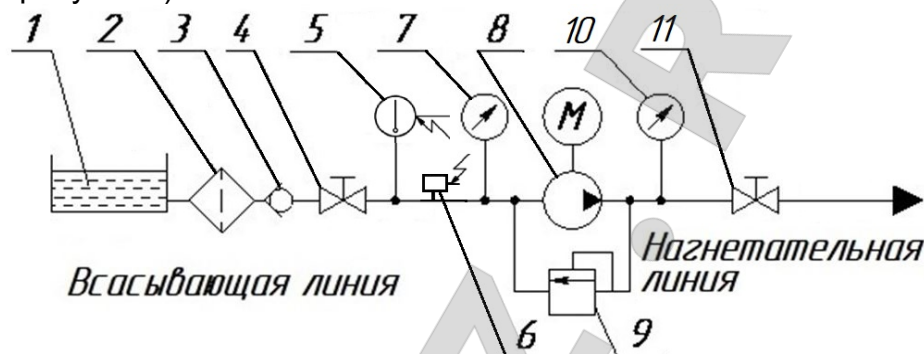 1 2 3 4 5 7 8 10 11
M
Всасывающая линия
Нагнетательная
линия
6 9